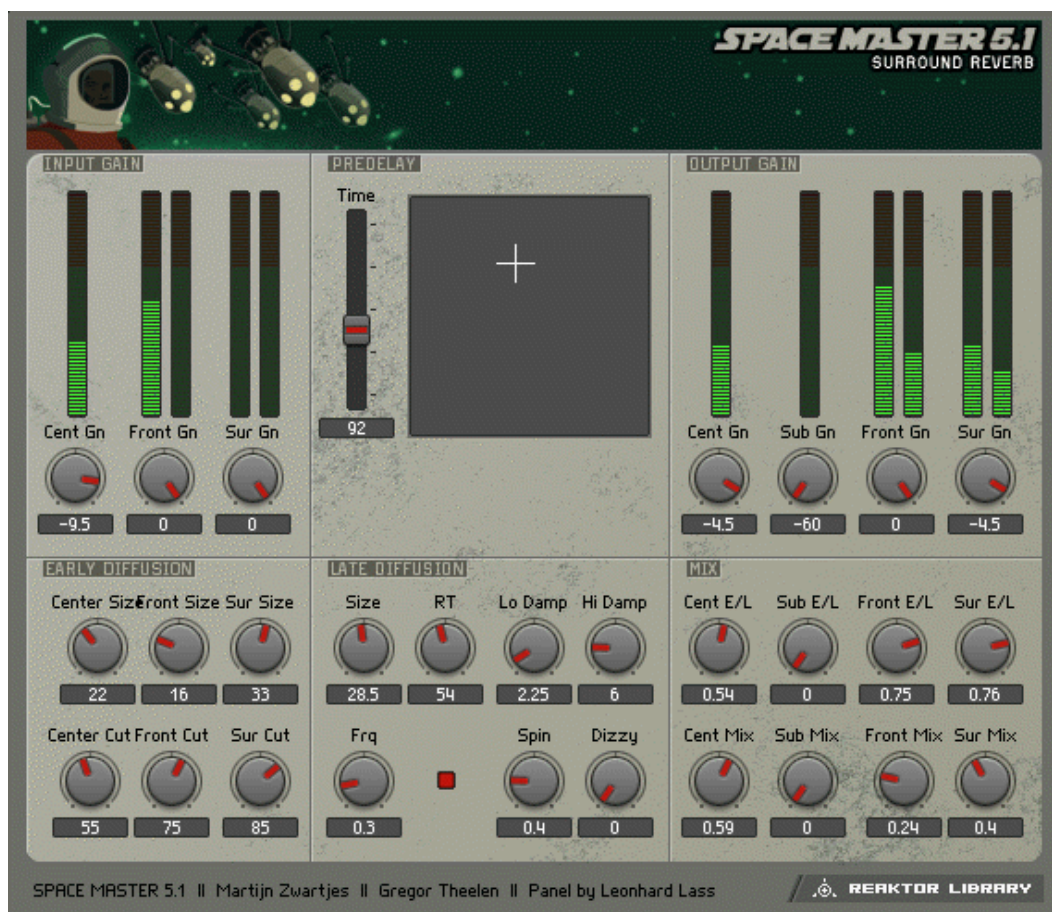 SPACE MASTER 5.1
SURROUND REVERB
INPUT GAIN
Cent Gn Front Gn Sur Gn
-9.5 0 0
PREDELAY
Time
92
OUTPUT GAIN
Cent Gn Sub Gn Front Gn Sur Gn
-4.5 -60 0 -4.5
EARLY DIFFUSION
Center Size Front Size Sur Size
22 16 33
Center Cut Front Cut Sur Cut
55 75 85
LATE DIFFUSION
Size RT Lo Damp Hi Damp
28.5 54 2.25 6
Frq Spin Dizzy
0.3 0.4 0
MIX
Cent E/L Sub E/L Front E/L Sur E/L
0.54 0 0.75 0.76
Cent Mix Sub Mix Front Mix Sur Mix
0.59 0 0.24 0.4
SPACE MASTER 5.1 II Martijn Zwartjes II Gregor Theelen II Panel by Leonhard Lass
REAKTOR LIBRARY